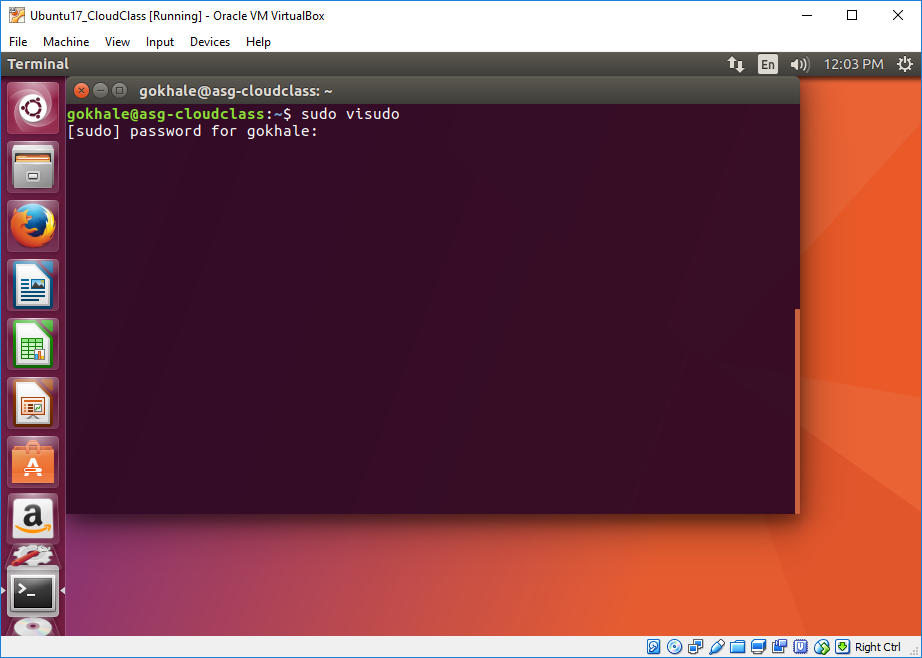 Ubuntu17_CloudClass [Running] - Oracle VM VirtualBox
File Machine View Input Devices Help
Terminal En 12:03 PM
gokhale@asg-cloudclass: ~
gokhale@asg-cloudclass:~$ sudo visudo
[sudo] password for gokhale:
A
a
>_
Right Ctrl